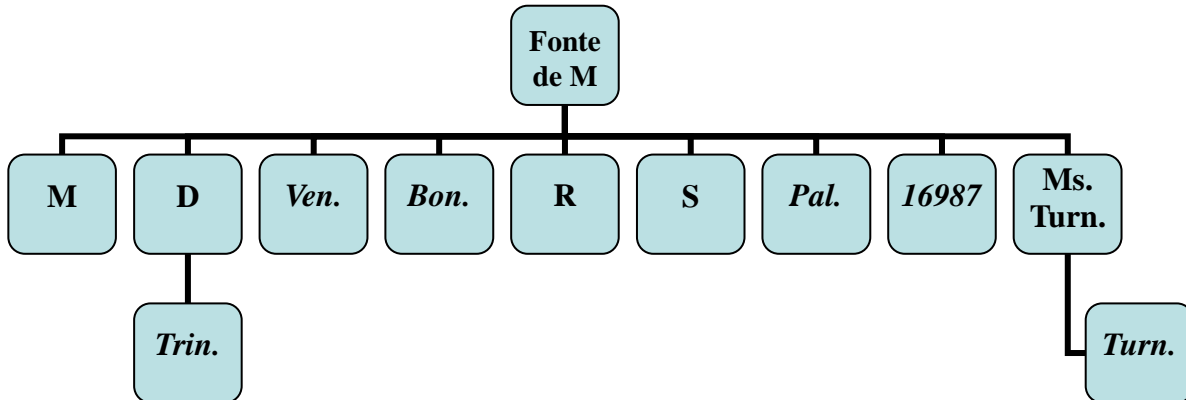 Fonte
de M
M
D
Ven.
Bon.
R
S
Pal.
16987
Ms.
Turn.
Trin.
Turn.